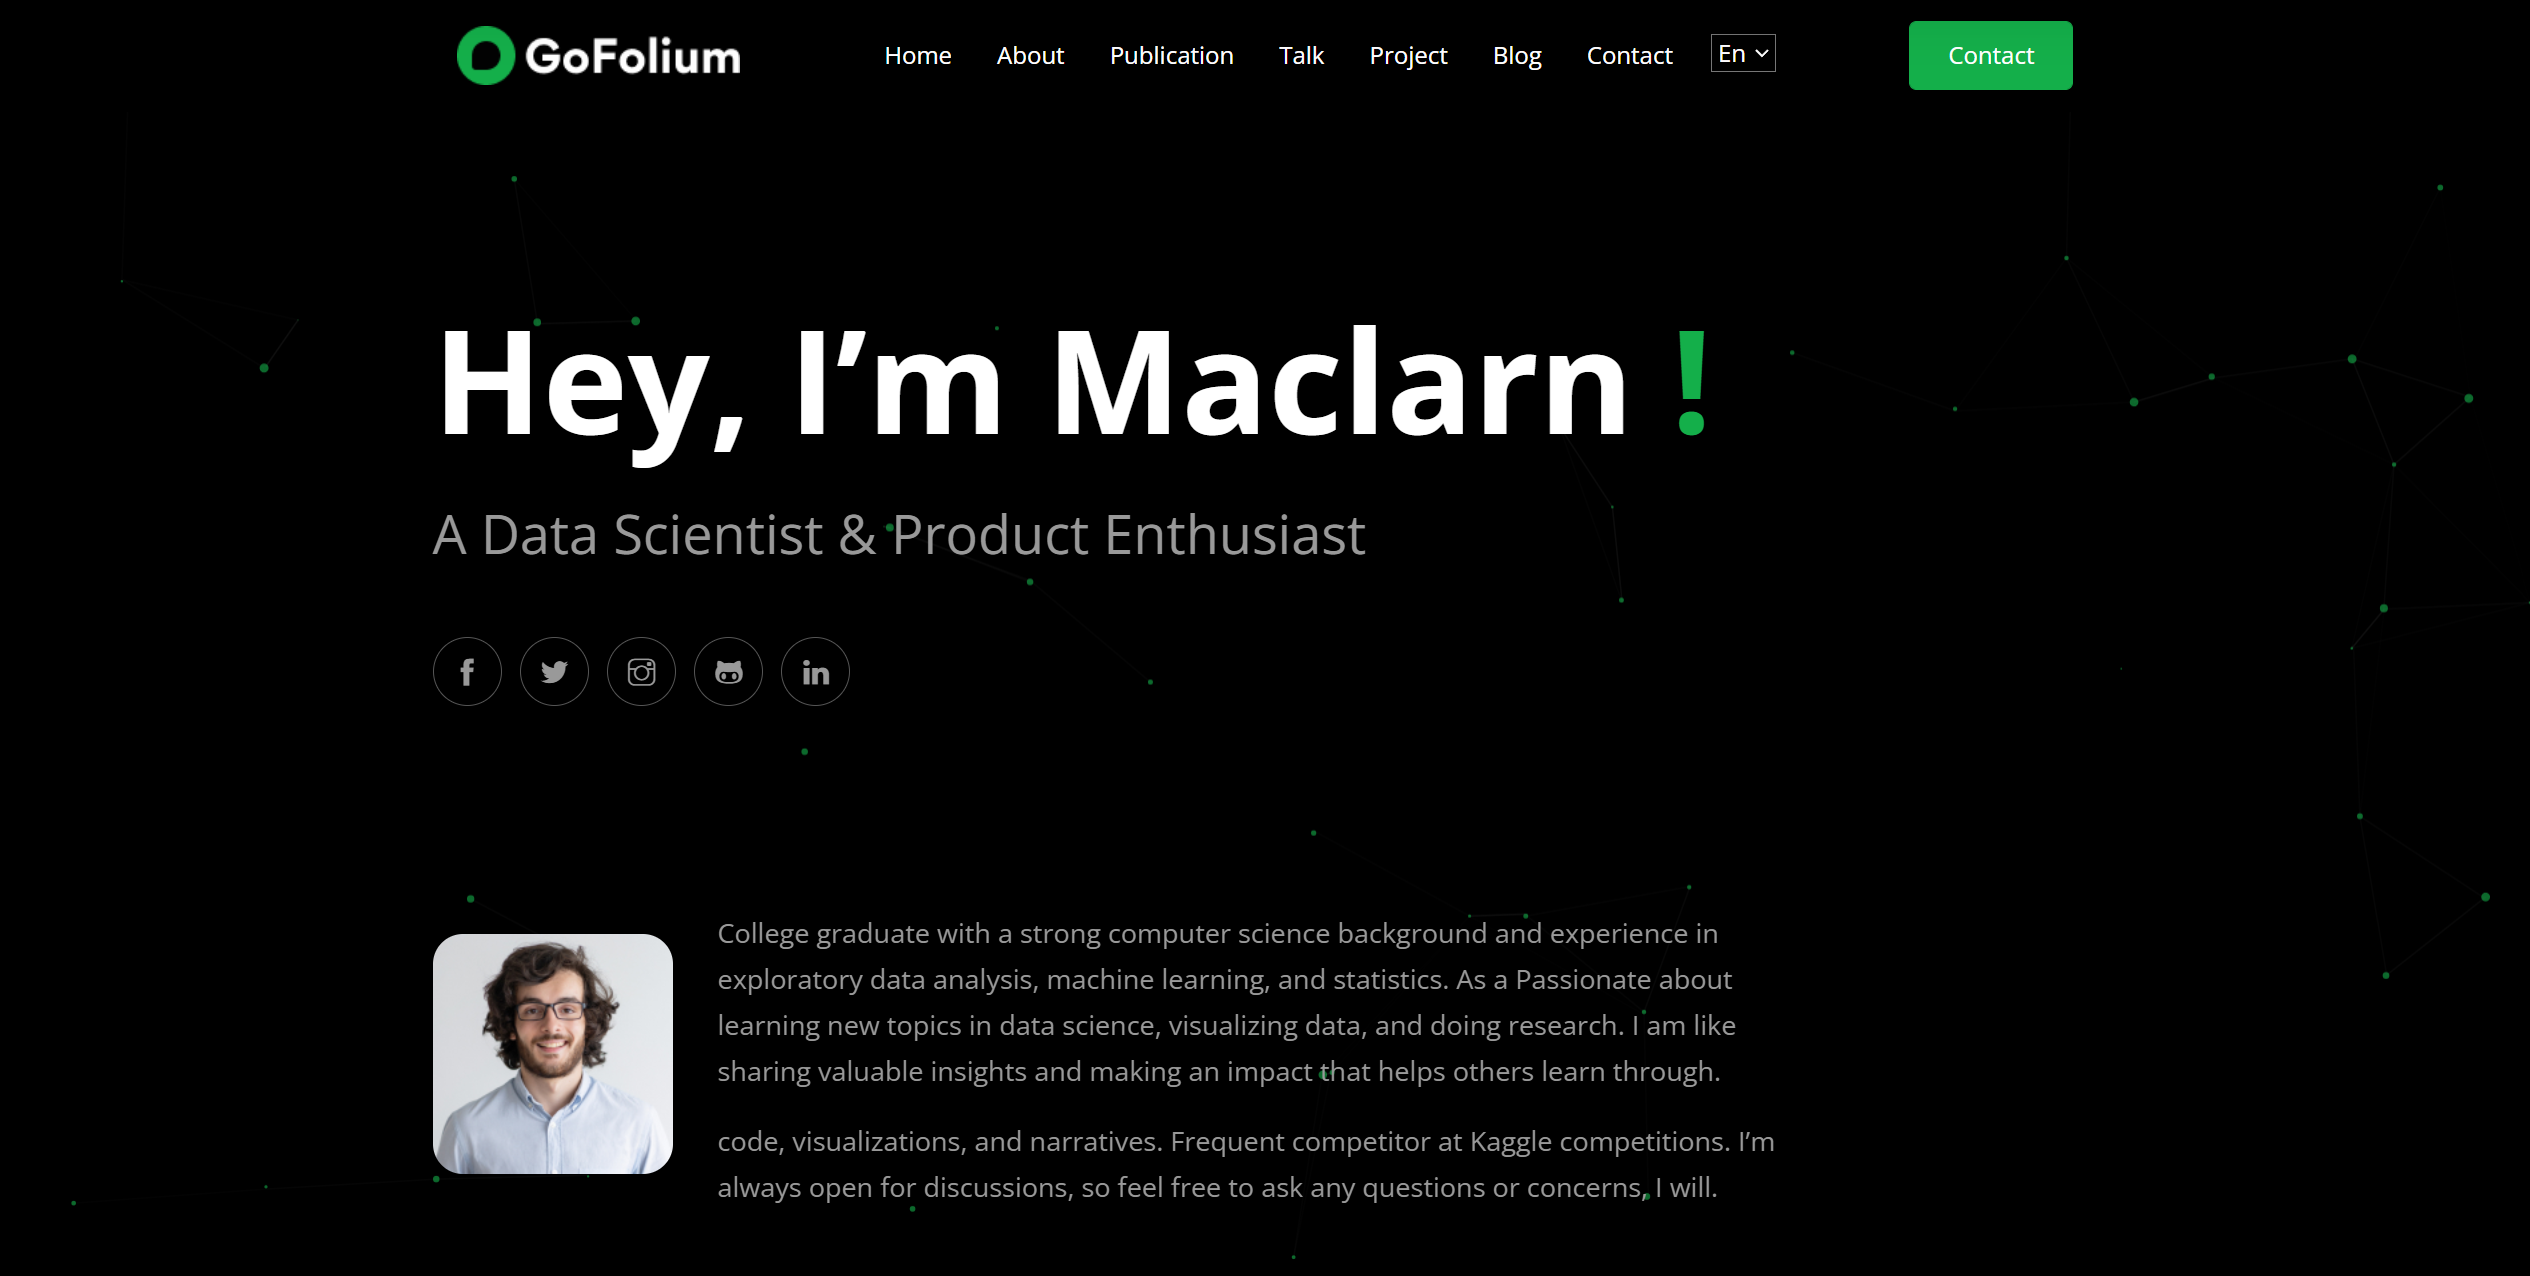 GoFolium
Home About Publication Talk Project Blog Contact En Contact
Hey, I’m Maclarn !
A Data Scientist & Product Enthusiast
College graduate with a strong computer science background and experience in
exploratory data analysis, machine learning, and statistics. As a Passionate about
learning new topics in data science, visualizing data, and doing research. I am like
sharing valuable insights and making an impact that helps others learn through.
code, visualizations, and narratives. Frequent competitor at Kaggle competitions. I’m
always open for discussions, so feel free to ask any questions or concerns, I will.